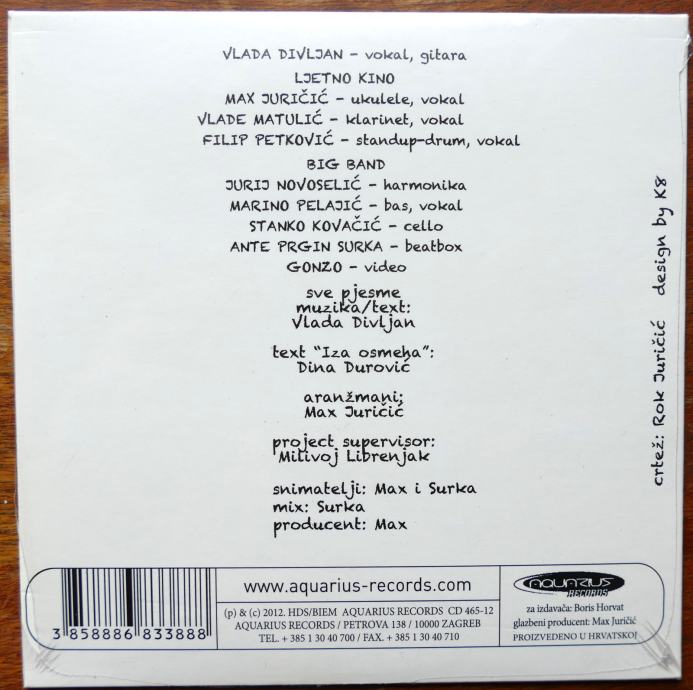 VLADA DIVLJAN - vokal, gitara
LJETNO KINO
MAX JURIČIĆ - ukulele, vokal
VLADE MATULIĆ - klarinet, vokal
FILIP PETKOVIĆ - standup-drum, vokal
BIG BAND
JURIJ NOVOSELIĆ - harmonika
MARINO PELAJIĆ - bas, vokal
STANKO KOVAČIĆ - cello
ANTE PRGIN SURKA - beatbox
GONZO - video
sve pjesme
muzika/text:
Vlada Divljan
text "Iza osmeha":
Dina Durović
aranžmani:
Max Juričić
project supervisor:
Milivoj Librenjak
snimatelji: Max i Surka
mix: Surka
producent: Max
crtež: Rok Juričić design by K8
3 858886 833888
www.aquarius-records.com
(p) & (c) 2012. HDS/BIEM AQUARIUS RECORDS CD 465-12
AQUARIUS RECORDS / PETROVA 138 / 10000 ZAGREB
TEL. + 385 1 30 40 700 / FAX. + 385 1 30 40 710
AQUARIUS
RECORDS
za izdavača: Boris Horvat
glazbeni producent: Max Juričić
PROIZVEDENO U HRVATSKOJ